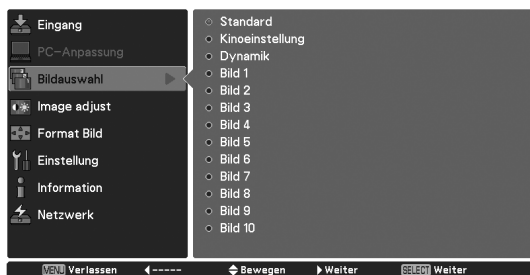 Eingang
PC-Anpassung
Bildauswahl
Image adjust
Format Bild
Einstellung
Information
Netzwerk
Standard
Kinoeinstellung
Dynamik
Bild 1
Bild 2
Bild 3
Bild 4
Bild 5
Bild 6
Bild 7
Bild 8
Bild 9
Bild 10
MENU Verlassen ----- Bewegen Weiter SELECT Weiter